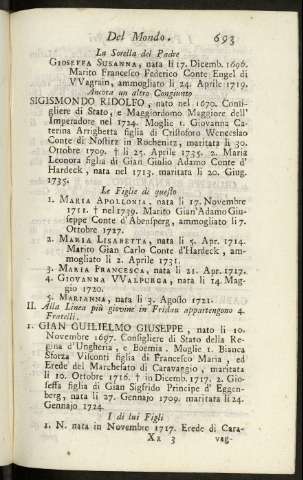 Del Mondo. 693
La Sorella del Padre
GIOSEFFA SUSANNA, nata li 17. Dicemb. 1696.
Marito Francesco Federico Conte Engel di
VVagrain, ammogliato li 24. Aprile 1719.
Ancora un altro Congiunto
SIGISMONDO RIDOLFO, nato nel 1670. Consi-
gliere di Stato, e Maggiordomo Maggiore dell'
Imperadore nel 1724. Moglie 1. Giovanna Ca-
terina Arrighetta figlia di Cristoforo Wenceslao
Conte di Nostitz in Rochenitz, maritata li 30.
Ottobre 1709. † li 25. Aprile 1735. 2. Maria
Leonora figlia di Gian Giulio Adamo Conte d'
Hardeck, nata nel 1713. maritata li 20. Giug.
1735.
Le Figlie di questo
1. MARIA APOLLONIA, nata li 17. Novembre
1711. † nel 1739. Marito Gian'Adamo Giu-
seppe Conte d'Abensperg, ammogliato li 7.
Ottobre 1727.
2. MARIA LISABETTA, nata li 5. Apr. 1714.
Marito Gian Carlo Conte d'Hardeck, am-
mogliato li 2. Aprile 1731.
3. MARIA FRANCESCA, nata li 21. Apr. 1717.
4. GIOVANNA VVALPURGA, nata li 14. Mag-
gio 1720.
5. MARIANNA, nata li 3. Agosto 1721.
II. Alla Linea più giovine in Fridau appartengono 4.
Fratelli.
1. GIAN GUILIELMO GIUSEPPE, nato li 10.
Novembre 1697. Consigliere di Stato della Re-
gina d'Ungheria, e Boemia. Moglie 1. Bianca
Sforza Visconti figlia di Francesco Maria, ed
Erede del Marchesato di Caravaggio, maritata
li 10. Ottobre 1716. † in Dicemb. 1717. 2. Gio-
seffa figlia di Gian Sigifrido Principe d'Eggen-
berg, nata li 27. Gennajo 1709. maritata li 24.
Gennajo 1724.
I di lui Figli
1. N. nata in Novembre 1717. Erede di Cara-
Xx 3 vag-